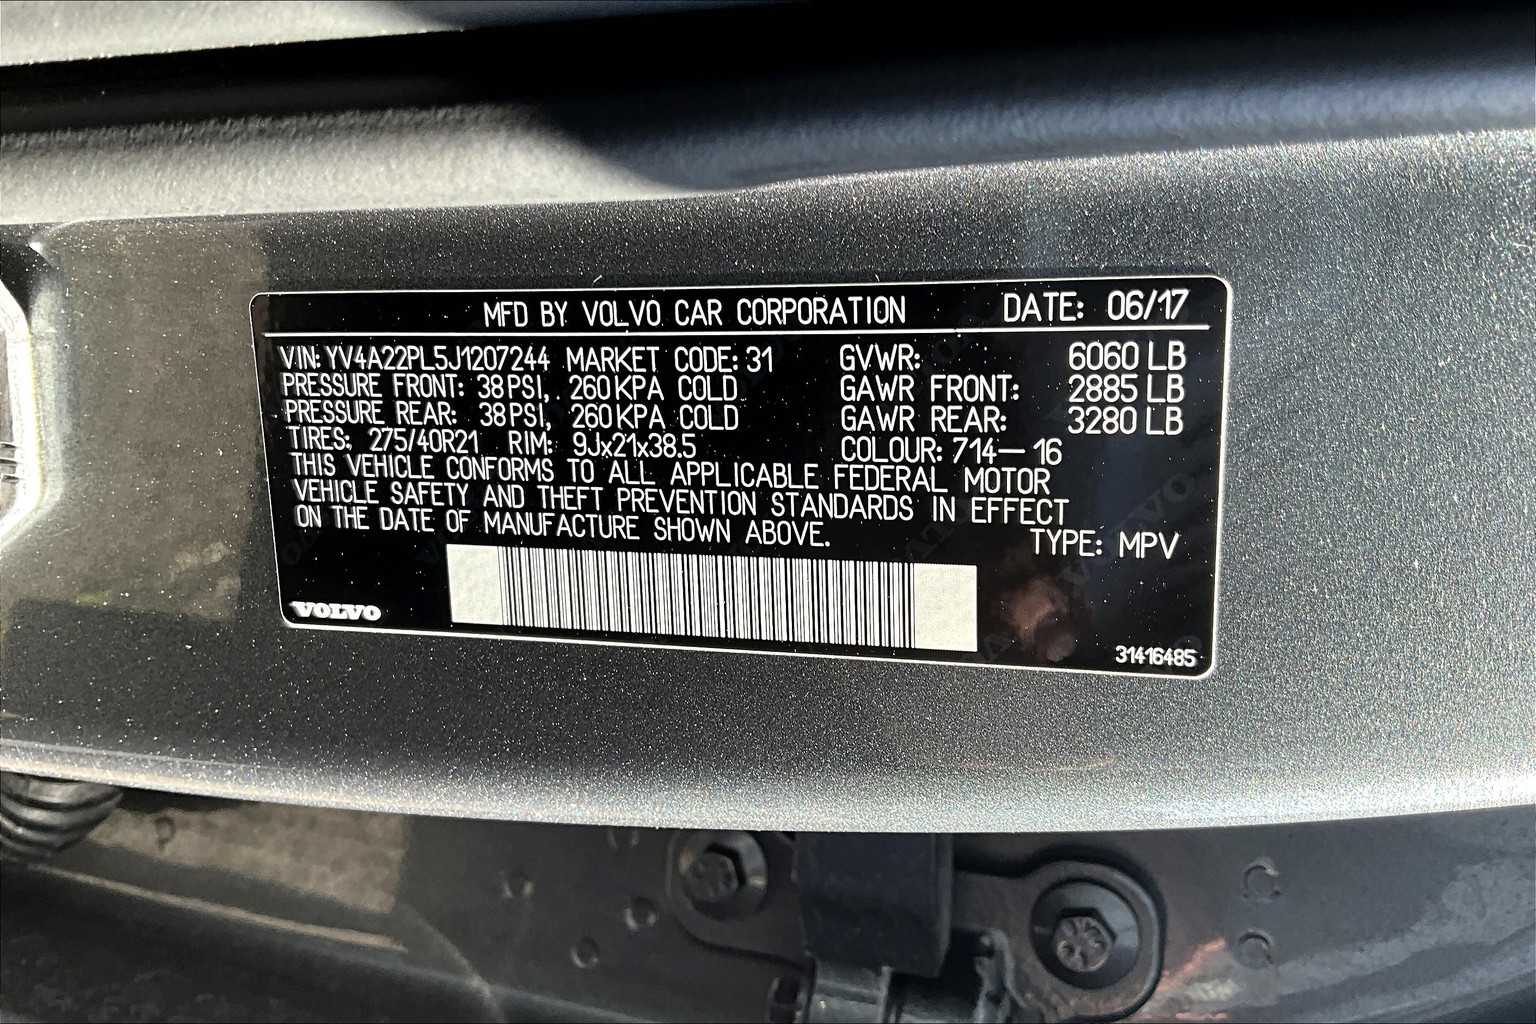 MFD BY VOLVO CAR CORPORATION DATE: 06/17
VIN: YV4A22PL5J1207244 MARKET CODE: 31 GVWR: 6060 LB
PRESSURE FRONT: 38 PSI, 260 KPA COLD GAWR FRONT: 2885 LB
PRESSURE REAR: 38 PSI, 260 KPA COLD GAWR REAR: 3280 LB
TIRES: 275/40R21 RIM: 9Jx21x38.5 COLOUR: 714-16
THIS VEHICLE CONFORMS TO ALL APPLICABLE FEDERAL MOTOR
VEHICLE SAFETY AND THEFT PREVENTION STANDARDS IN EFFECT
ON THE DATE OF MANUFACTURE SHOWN ABOVE.
TYPE: MPV
VOLVO
31416485